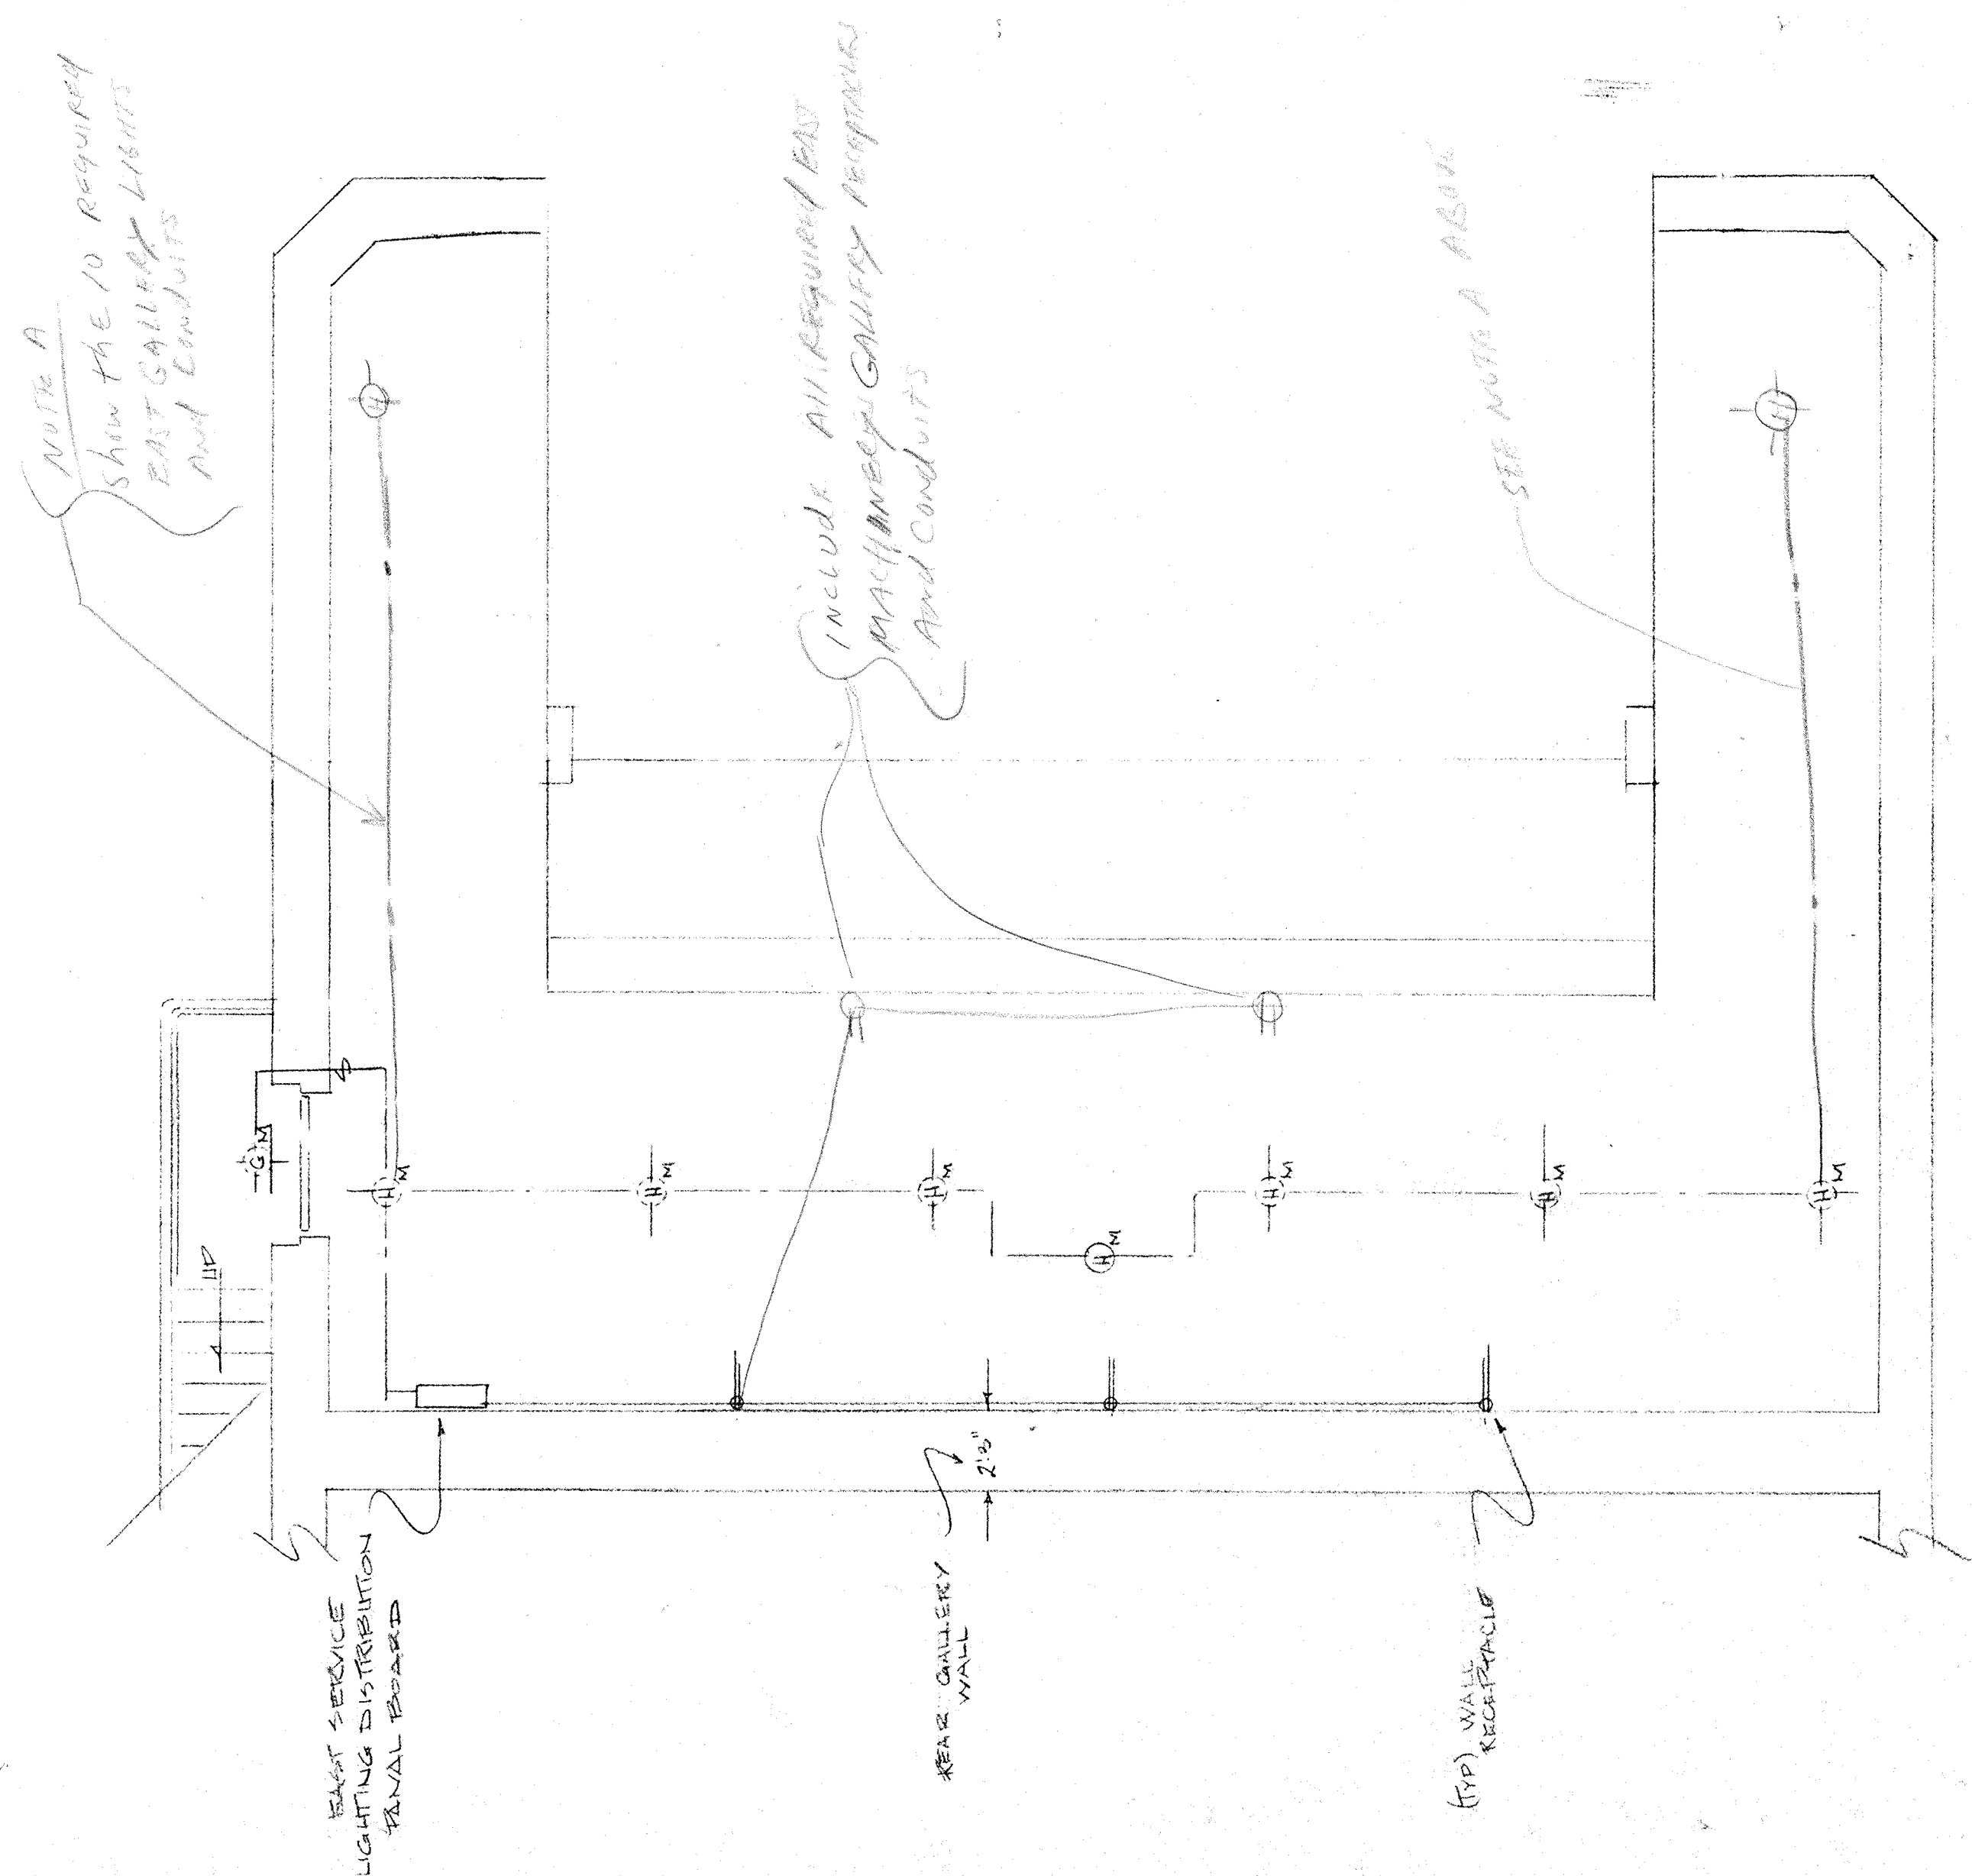 NOTE A
Show the 10 REQUIREd
EAST GALLERY LIGHTS
And CONDUITS
INCLUDE All REQUIREd EAST
MACHINERY GALLERY RECEPTACLES
And Conduits
SEE NOTE A ABOVE
UP
G M
H
H
H M
H M
H M
H M
H M
H M
H M
2'-3"
EAST SERVICE
LIGHTING DISTRIBUTION
PANAL BOARD
REAR GALLERY
WALL
(TYP) WALL
RECEPTACLE